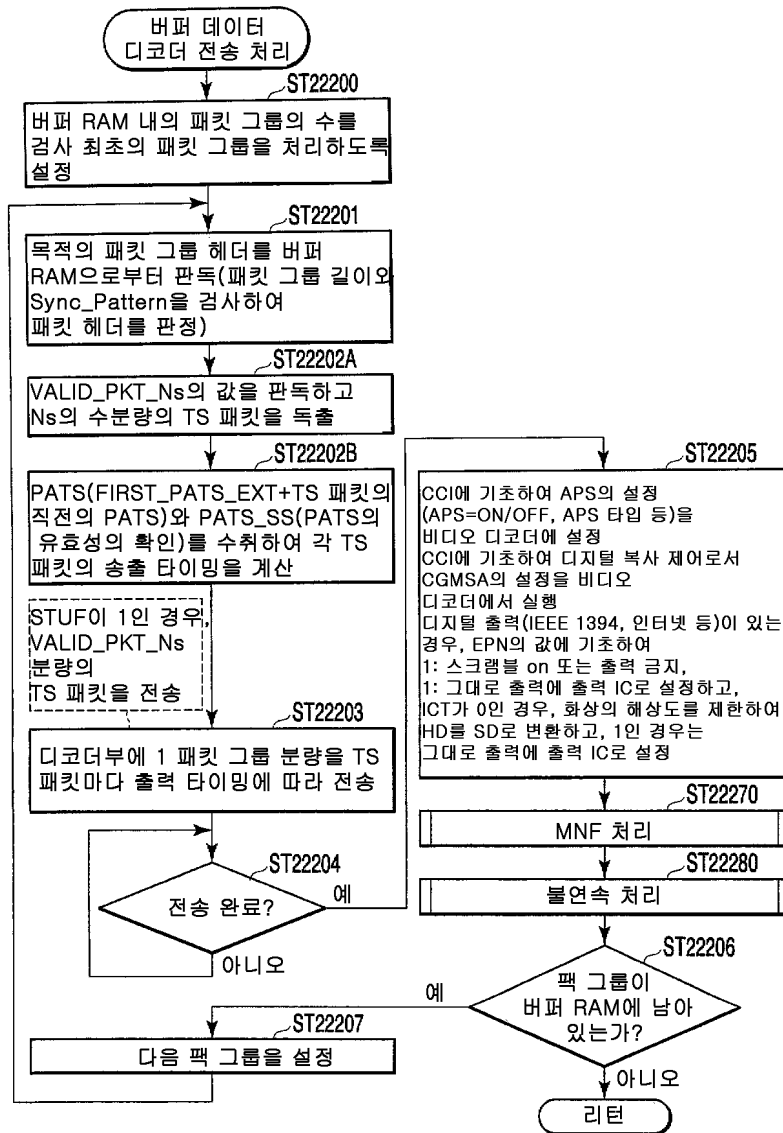 버퍼 데이터
디코더 전송 처리
ST22200
버퍼 RAM 내의 패킷 그룹의 수를
검사 최초의 패킷 그룹을 처리하도록
설정
ST22201
목적의 패킷 그룹 헤더를 버퍼
RAM으로부터 판독(패킷 그룹 길이와
Sync_Pattern을 검사하여
패킷 헤더를 판정)
ST22202A
VALID_PKT_Ns의 값을 판독하고
Ns의 수분량의 TS 패킷을 독출
ST22202B
PATS(FIRST_PATS_EXT+TS 패킷의
직전의 PATS)와 PATS_SS(PATS의
유효성의 확인)를 수취하여 각 TS
패킷의 송출 타이밍을 계산
STUF이 1인 경우,
VALID_PKT_Ns
분량의
TS 패킷을 전송
ST22203
디코더부에 1 패킷 그룹 분량을 TS
패킷마다 출력 타이밍에 따라 전송
ST22204
전송 완료?
예
아니오
ST22205
CCI에 기초하여 APS의 설정
(APS=ON/OFF, APS 타입 등)을
비디오 디코더에 설정
CCI에 기초하여 디지털 복사 제어로서
CGMSA의 설정을 비디오
디코더에서 실행
디지털 출력(IEEE 1394, 인터넷 등)이 있는
경우, EPN의 값에 기초하여
1: 스크램블 on 또는 출력 금지,
1: 그대로 출력에 출력 IC로 설정하고,
ICT가 0인 경우, 화상의 해상도를 제한하여
HD를 SD로 변환하고, 1인 경우는
그대로 출력에 출력 IC로 설정
ST22270
MNF 처리
ST22280
불연속 처리
ST22206
팩 그룹이
버퍼 RAM에 남아
있는가?
예
아니오
ST22207
다음 팩 그룹을 설정
리턴